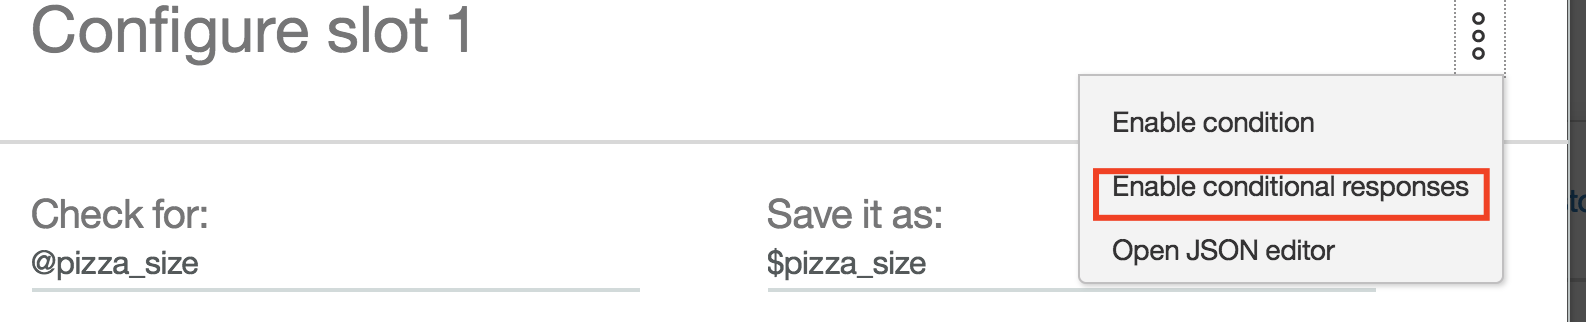 Configure slot 1
Enable condition
Enable conditional responses
Open JSON editor
Check for:
@pizza_size
Save it as:
$pizza_size